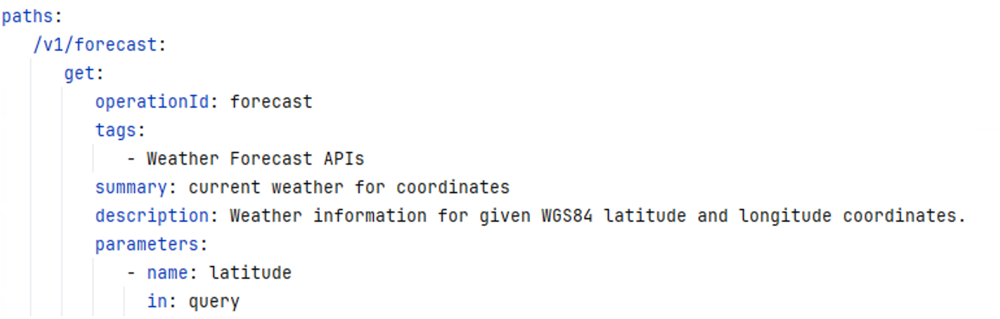 paths:
/v1/forecast:
get:
operationId: forecast
tags:
- Weather Forecast APIs
summary: current weather for coordinates
description: Weather information for given WGS84 latitude and longitude coordinates.
parameters:
- name: latitude
in: query